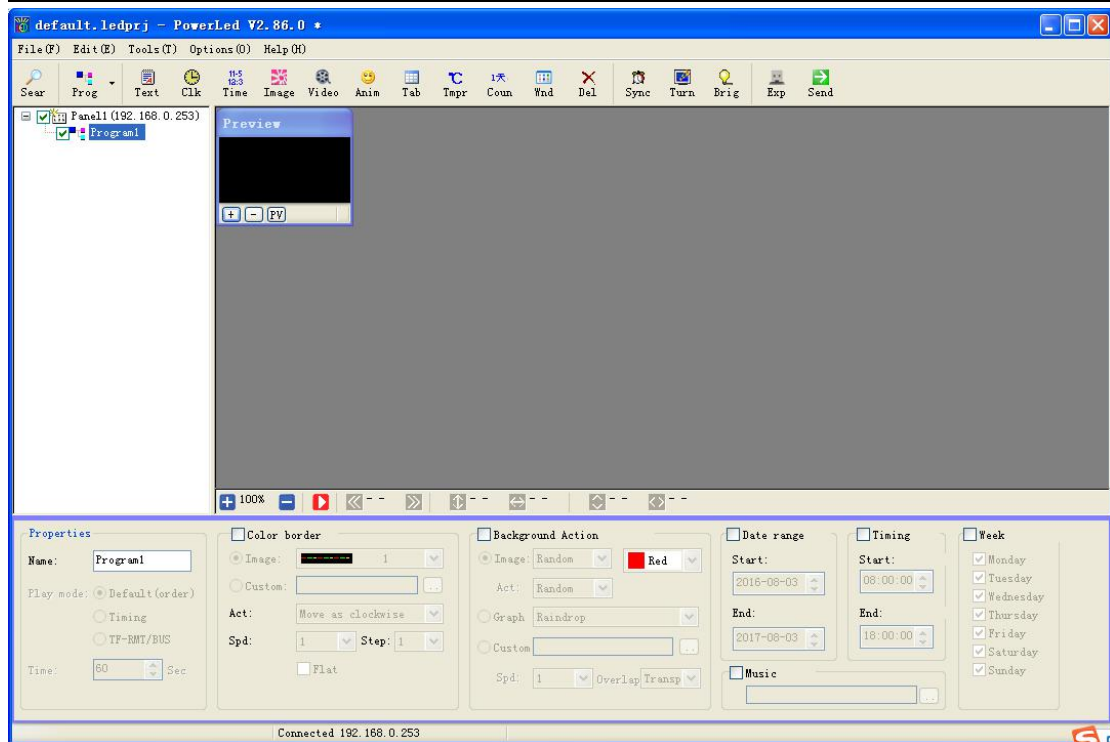 default.ledprj - PowerLed V2.86.0 *
File(F) Edit(E) Tools(T) Options(O) Help(H)
Sear Prog Text Clk Time Image Video Anim Tab Tmpr Coun Wnd Del Sync Turn Brig Exp Send
Panel1(192.168.0.253)
Program1
Preview
+ - PV
100% -- -- -- -- --
Properties
Name: Program1
Play mode: Default(order)
Timing
TF-RMT/BUS
Time: 60 Sec
Color border
Image: 1
Custom: ..
Act: Move as clockwise
Spd: 1 Step: 1
Flat
Background Action
Image: Random Red
Act: Random
Graph Raindrop
Custom ..
Spd: 1 Overlap Transp
Date range
Start:
2016-08-03
End:
2017-08-03
Music
..
Timing
Start:
08:00:00
End:
18:00:00
Week
Monday
Tuesday
Wednesday
Thursday
Friday
Saturday
Sunday
Connected 192.168.0.253